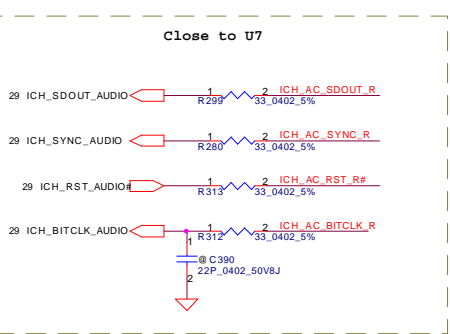 Close to U7
29 ICH_SDOUT_AUDIO 1 2 ICH_AC_SDOUT_R
R299 33_0402_5%
29 ICH_SYNC_AUDIO 1 2 ICH_AC_SYNC_R
R280 33_0402_5%
29 ICH_RST_AUDIO# 1 2 ICH_AC_RST_R#
R313 33_0402_5%
29 ICH_BITCLK_AUDIO 1 2 ICH_AC_BITCLK_R
R312 33_0402_5%
1
@ C390
22P_0402_50V8J
2